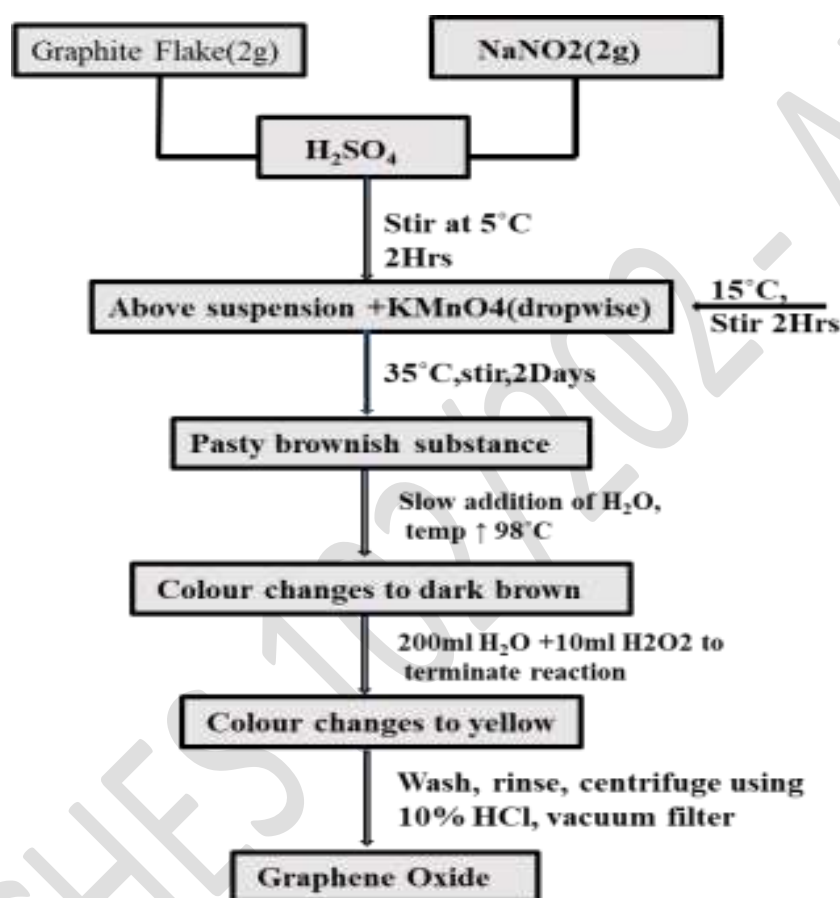 Graphite Flake(2g)
NaNO2(2g)
H₂SO₄
Stir at 5°C
2Hrs
Above suspension +KMnO4(dropwise)
15°C,
Stir 2Hrs
35°C,stir,2Days
Pasty brownish substance
Slow addition of H₂O,
temp ↑ 98°C
Colour changes to dark brown
200ml H₂O +10ml H2O2 to
terminate reaction
Colour changes to yellow
Wash, rinse, centrifuge using
10% HCl, vacuum filter
Graphene Oxide